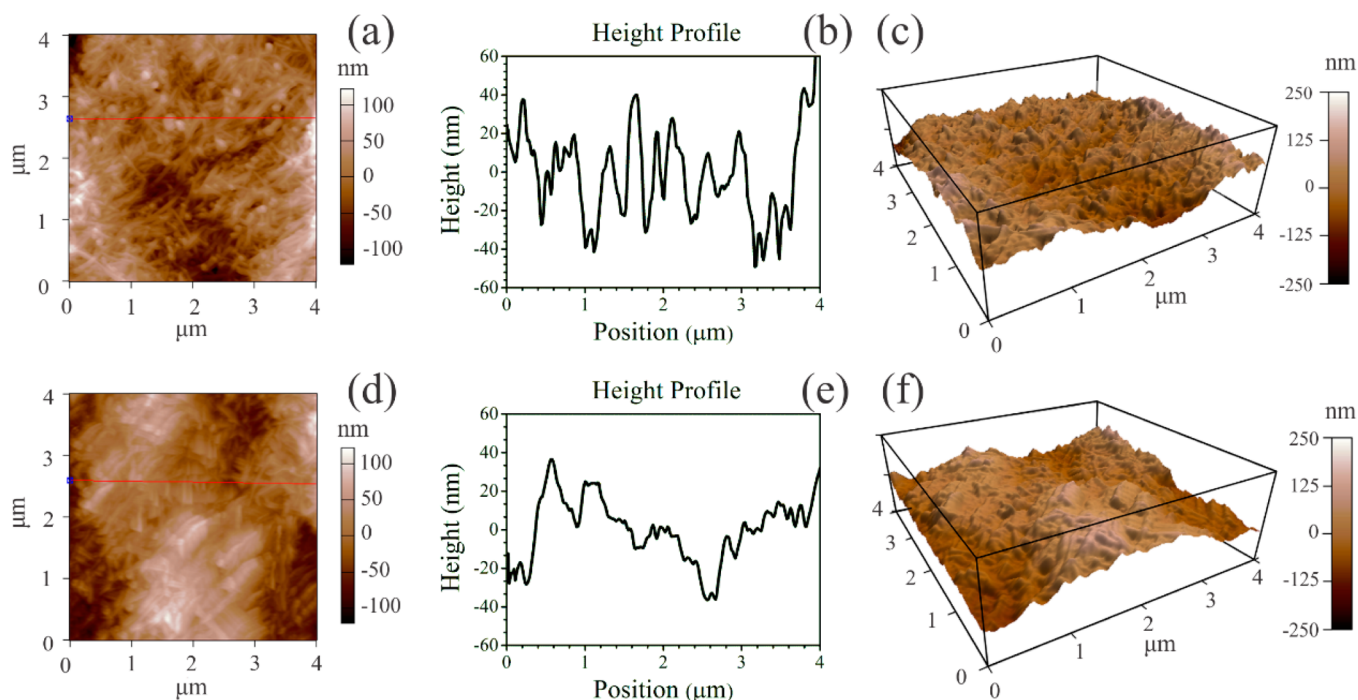 (a)
nm
100
50
0
-50
-100
4
3
2
1
0
μm
0 1 2 3 4
μm
Height Profile
(b)
60
40
20
0
-20
-40
-60
Height (nm)
0 1 2 3 4
Position (μm)
(c)
nm
250
125
0
-125
-250
4
3
2
1
0
0
1
2
3
4
μm
(d)
nm
100
50
0
-50
-100
4
3
2
1
0
μm
0 1 2 3 4
μm
Height Profile
(e)
60
40
20
0
-20
-40
-60
Height (nm)
0 1 2 3 4
Position (μm)
(f)
nm
250
125
0
-125
-250
4
3
2
1
0
0
1
2
3
4
μm